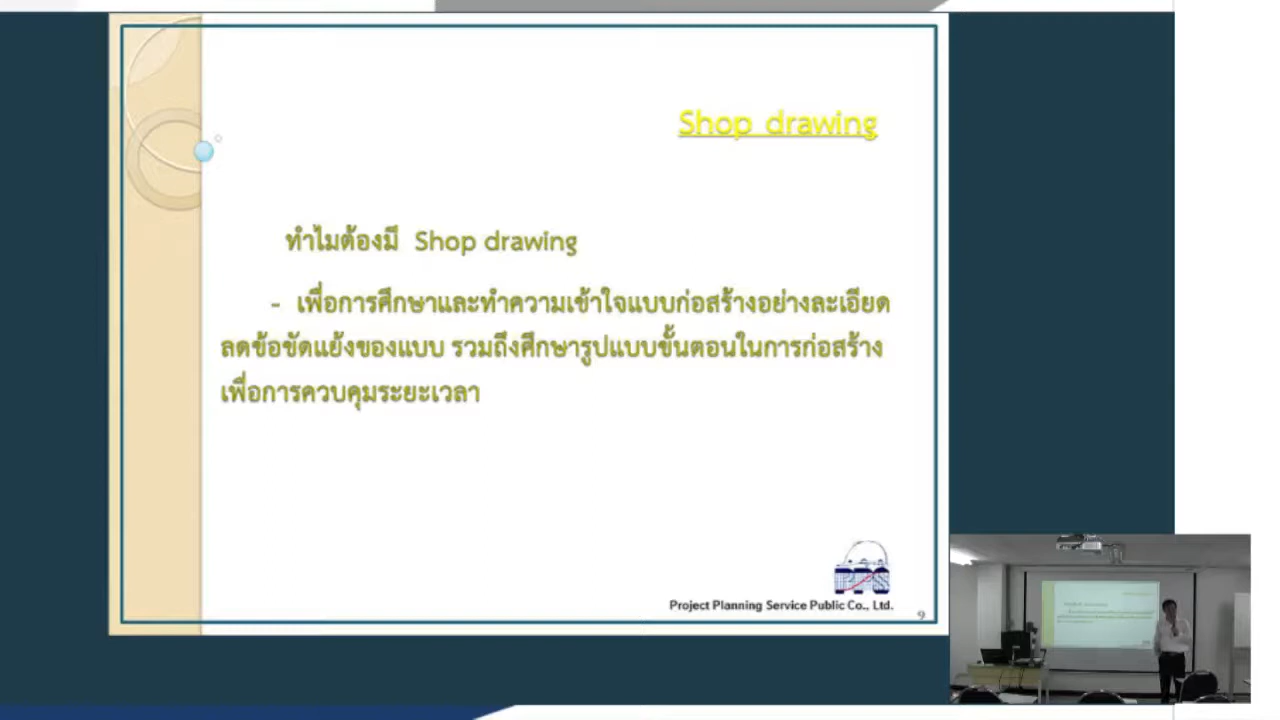 Shop drawing
ทำไมต้องมี Shop drawing
- เพื่อการศึกษาและทำความเข้าใจแบบก่อสร้างอย่างละเอียด
ลดข้อขัดแย้งของแบบ รวมถึงศึกษารูปแบบขั้นตอนในการก่อสร้าง
เพื่อการควบคุมระยะเวลา
PPS
Project Planning Service Public Co., Ltd.
9